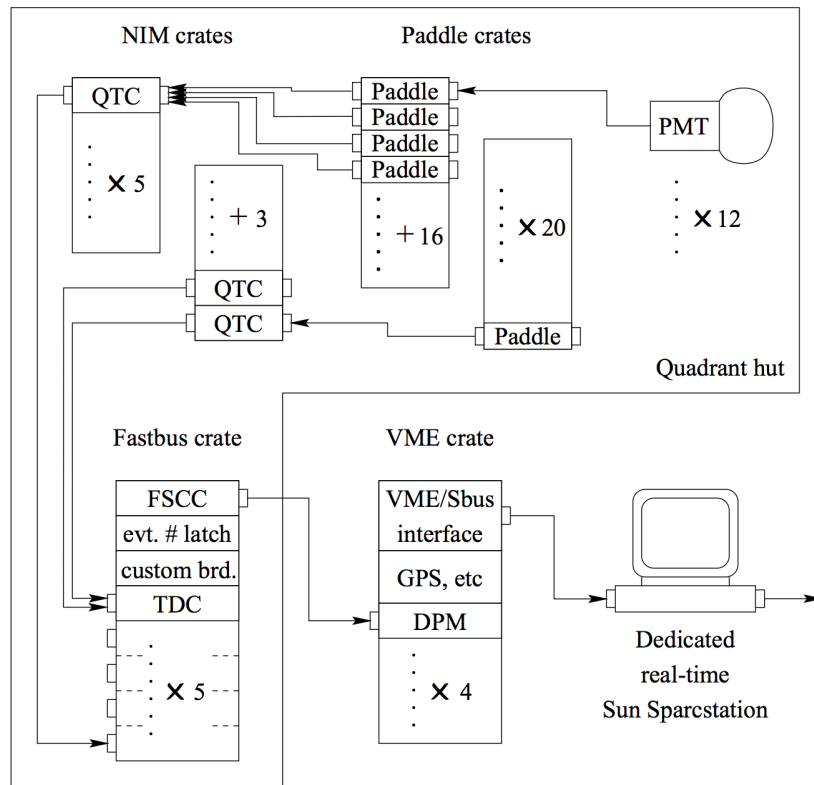 NIM crates
Paddle crates
QTC
× 5
+ 3
QTC
QTC
Paddle
Paddle
Paddle
Paddle
+ 16
× 20
Paddle
PMT
× 12
Quadrant hut
Fastbus crate
FSCC
evt. # latch
custom brd.
TDC
× 5
VME crate
VME/Sbus
interface
GPS, etc
DPM
× 4
Dedicated
real-time
Sun Sparcstation